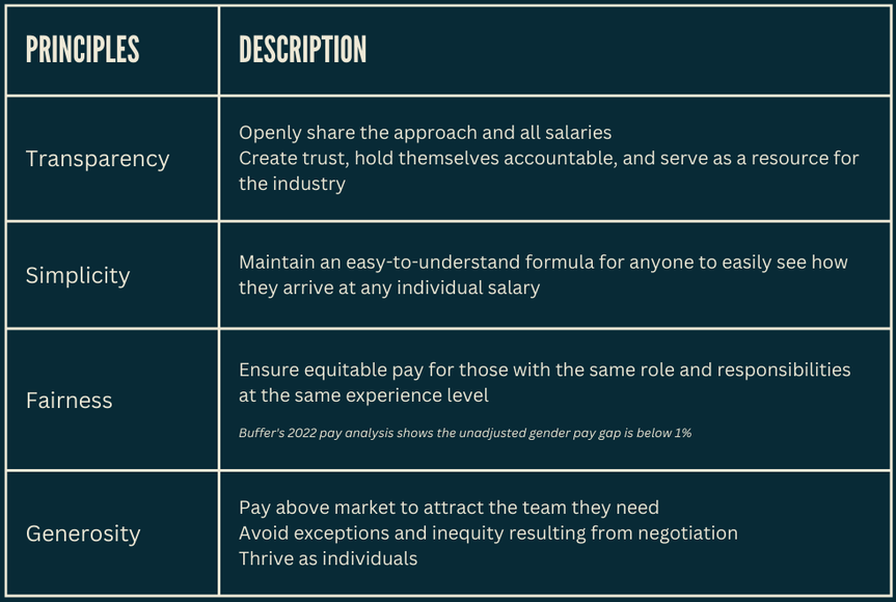 PRINCIPLES
DESCRIPTION
Transparency
Openly share the approach and all salaries
Create trust, hold themselves accountable, and serve as a resource for
the industry
Simplicity
Maintain an easy-to-understand formula for anyone to easily see how
they arrive at any individual salary
Fairness
Ensure equitable pay for those with the same role and responsibilities
at the same experience level
Buffer's 2022 pay analysis shows the unadjusted gender pay gap is below 1%
Generosity
Pay above market to attract the team they need
Avoid exceptions and inequity resulting from negotiation
Thrive as individuals